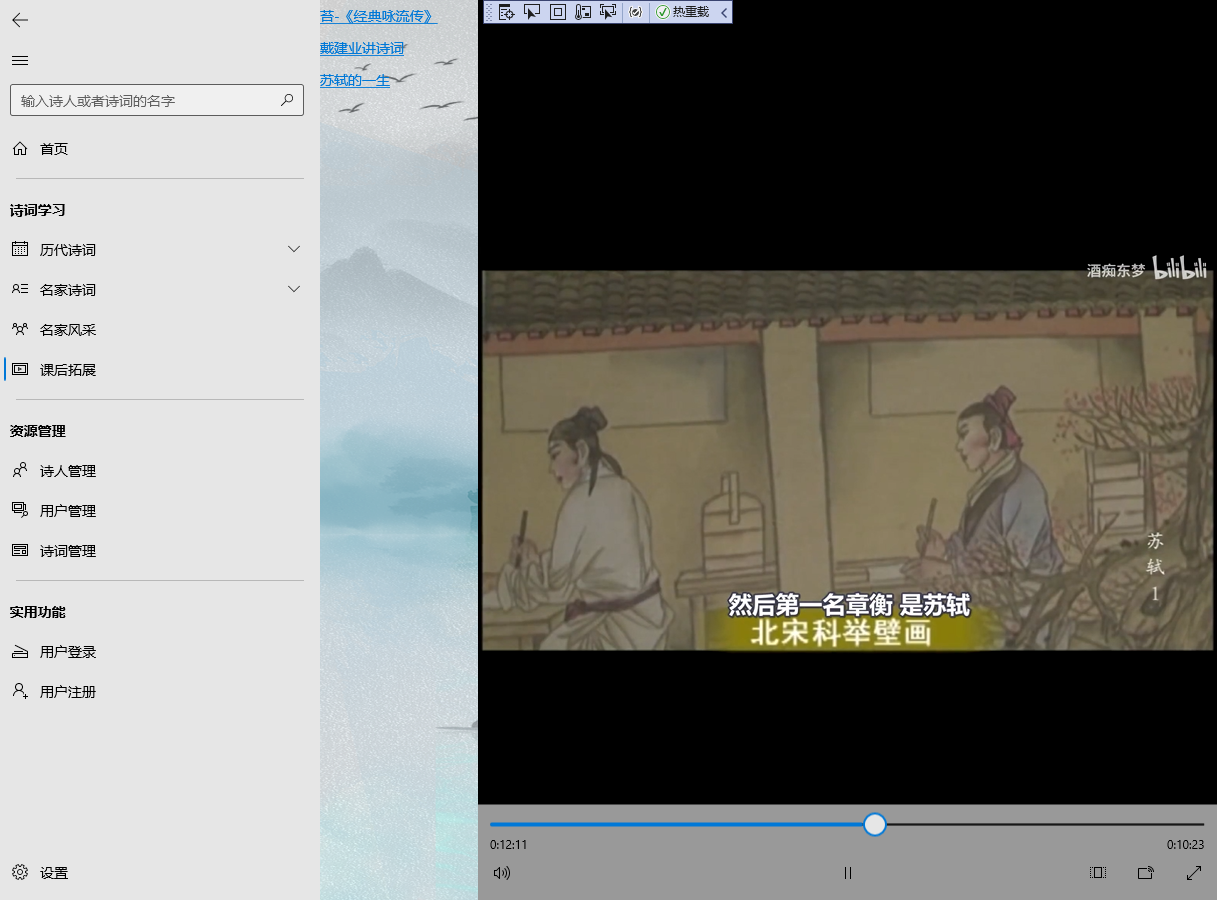 输入诗人或者诗词的名字
首页
诗词学习
历代诗词
名家诗词
名家风采
课后拓展
资源管理
诗人管理
用户管理
诗词管理
实用功能
用户登录
用户注册
设置
苔-《经典咏流传》
戴建业讲诗词
苏轼的一生
热重载
酒痴东梦 bilibili
苏轼1
然后第一名章衡 是苏轼
北宋科举壁画
0:12:11
0:10:23